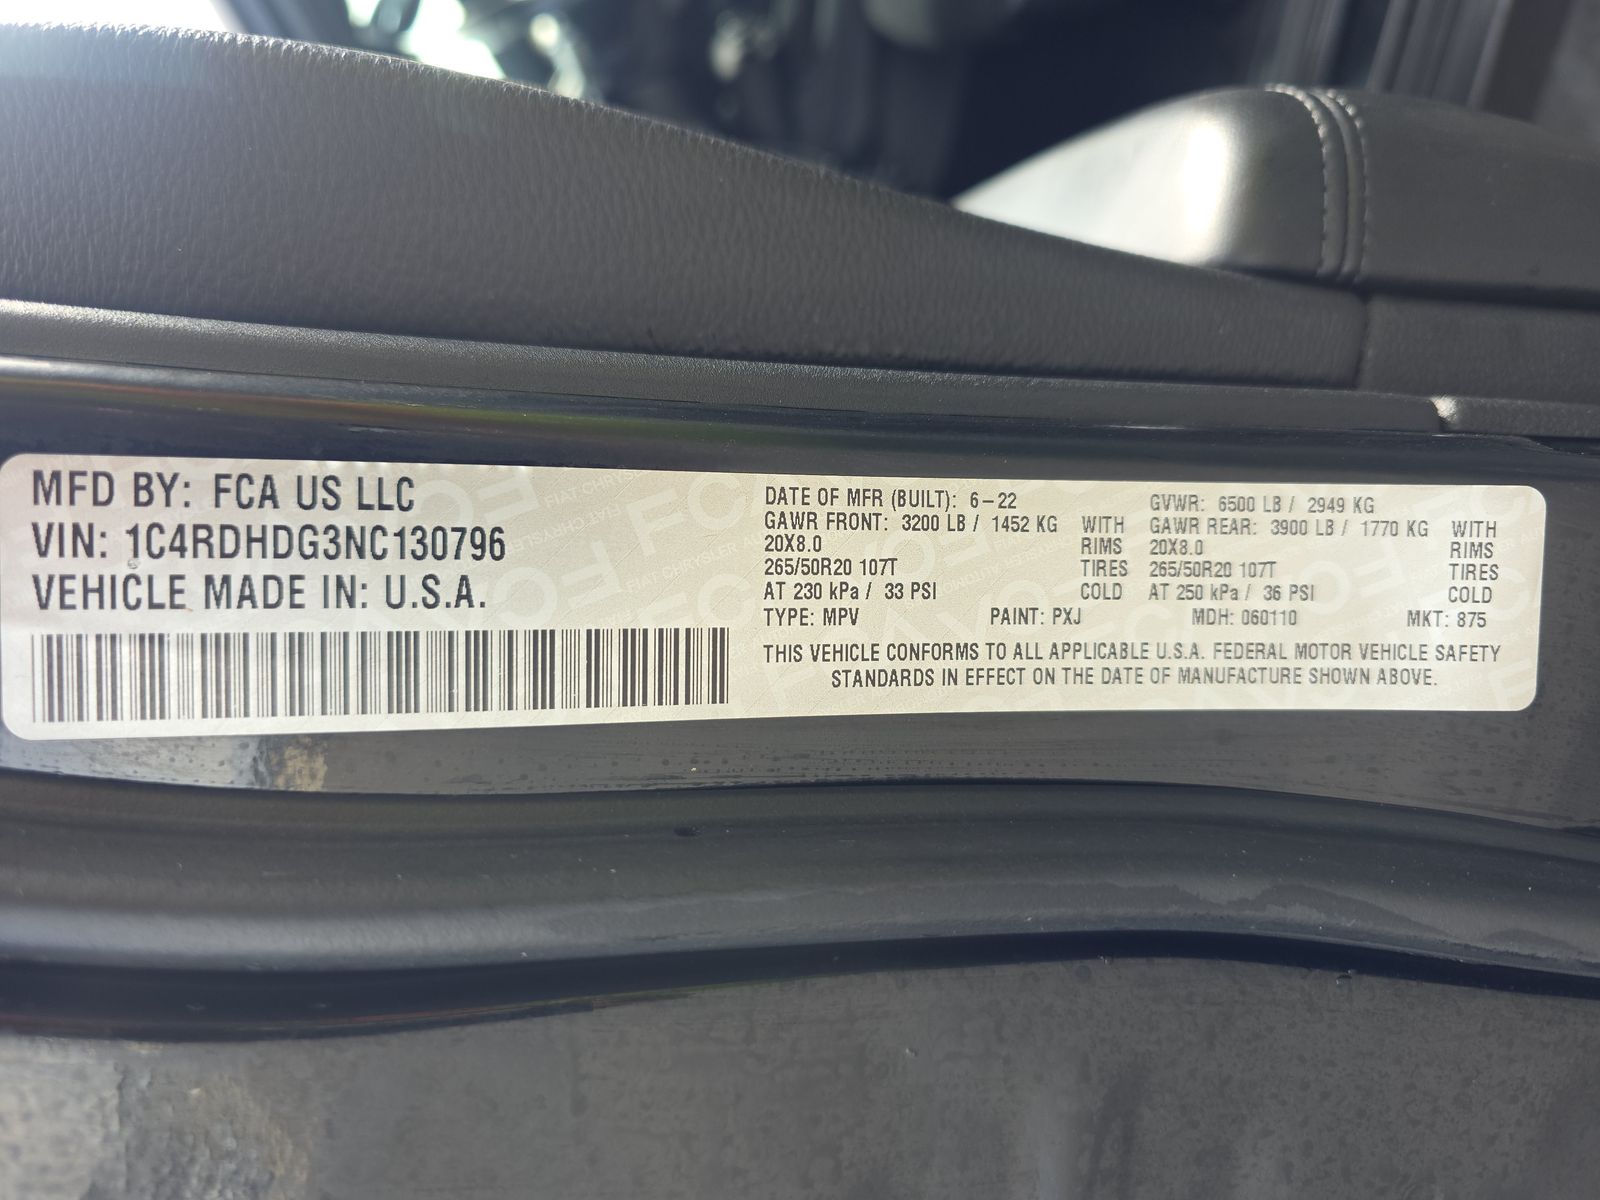 MFD BY: FCA US LLC
VIN: 1C4RDHDG3NC130796
VEHICLE MADE IN: U.S.A.
DATE OF MFR (BUILT): 6-22 GVWR: 6500 LB / 2949 KG
GAWR FRONT: 3200 LB / 1452 KG WITH GAWR REAR: 3900 LB / 1770 KG WITH
20X8.0 RIMS 20X8.0 RIMS
265/50R20 107T TIRES 265/50R20 107T TIRES
AT 230 kPa / 33 PSI COLD AT 250 kPa / 36 PSI COLD
TYPE: MPV PAINT: PXJ MDH: 060110 MKT: 875
THIS VEHICLE CONFORMS TO ALL APPLICABLE U.S.A. FEDERAL MOTOR VEHICLE SAFETY
STANDARDS IN EFFECT ON THE DATE OF MANUFACTURE SHOWN ABOVE.